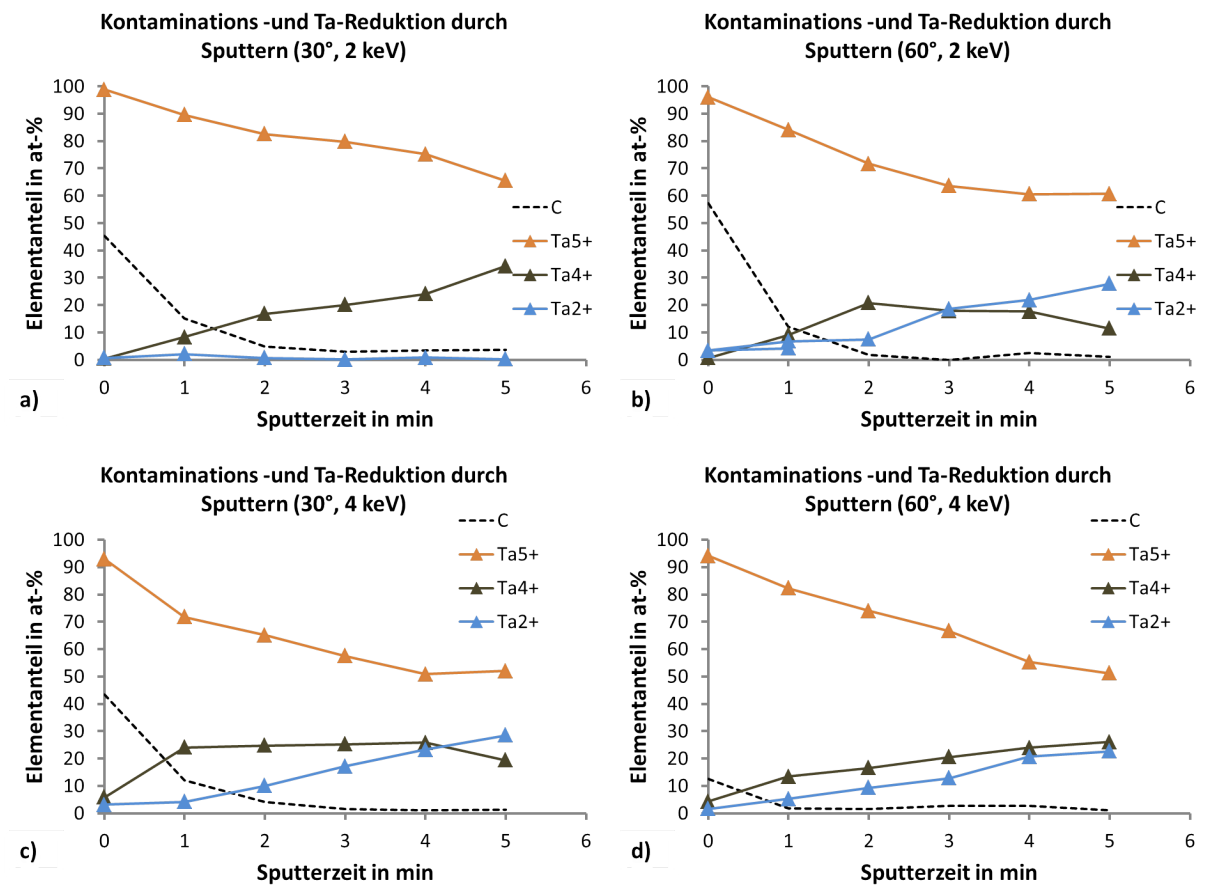 Kontaminations -und Ta-Reduktion durch
Sputtern (30°, 2 keV)
100
90
80
70
60
50
40
30
20
10
0
Elementanteil in at-%
C
Ta5+
Ta4+
Ta2+
0 1 2 3 4 5 6
Sputterzeit in min
a)
Kontaminations -und Ta-Reduktion durch
Sputtern (60°, 2 keV)
100
90
80
70
60
50
40
30
20
10
0
Elementanteil in at-%
C
Ta5+
Ta4+
Ta2+
0 1 2 3 4 5 6
Sputterzeit in min
b)
Kontaminations -und Ta-Reduktion durch
Sputtern (30°, 4 keV)
C
Ta5+
Ta4+
Ta2+
100
90
80
70
60
50
40
30
20
10
0
Elementanteil in at-%
0 1 2 3 4 5 6
Sputterzeit in min
c)
Kontaminations -und Ta-Reduktion durch
Sputtern (60°, 4 keV)
C
Ta5+
Ta4+
Ta2+
100
90
80
70
60
50
40
30
20
10
0
Elementanteil in at-%
0 1 2 3 4 5 6
Sputterzeit in min
d)